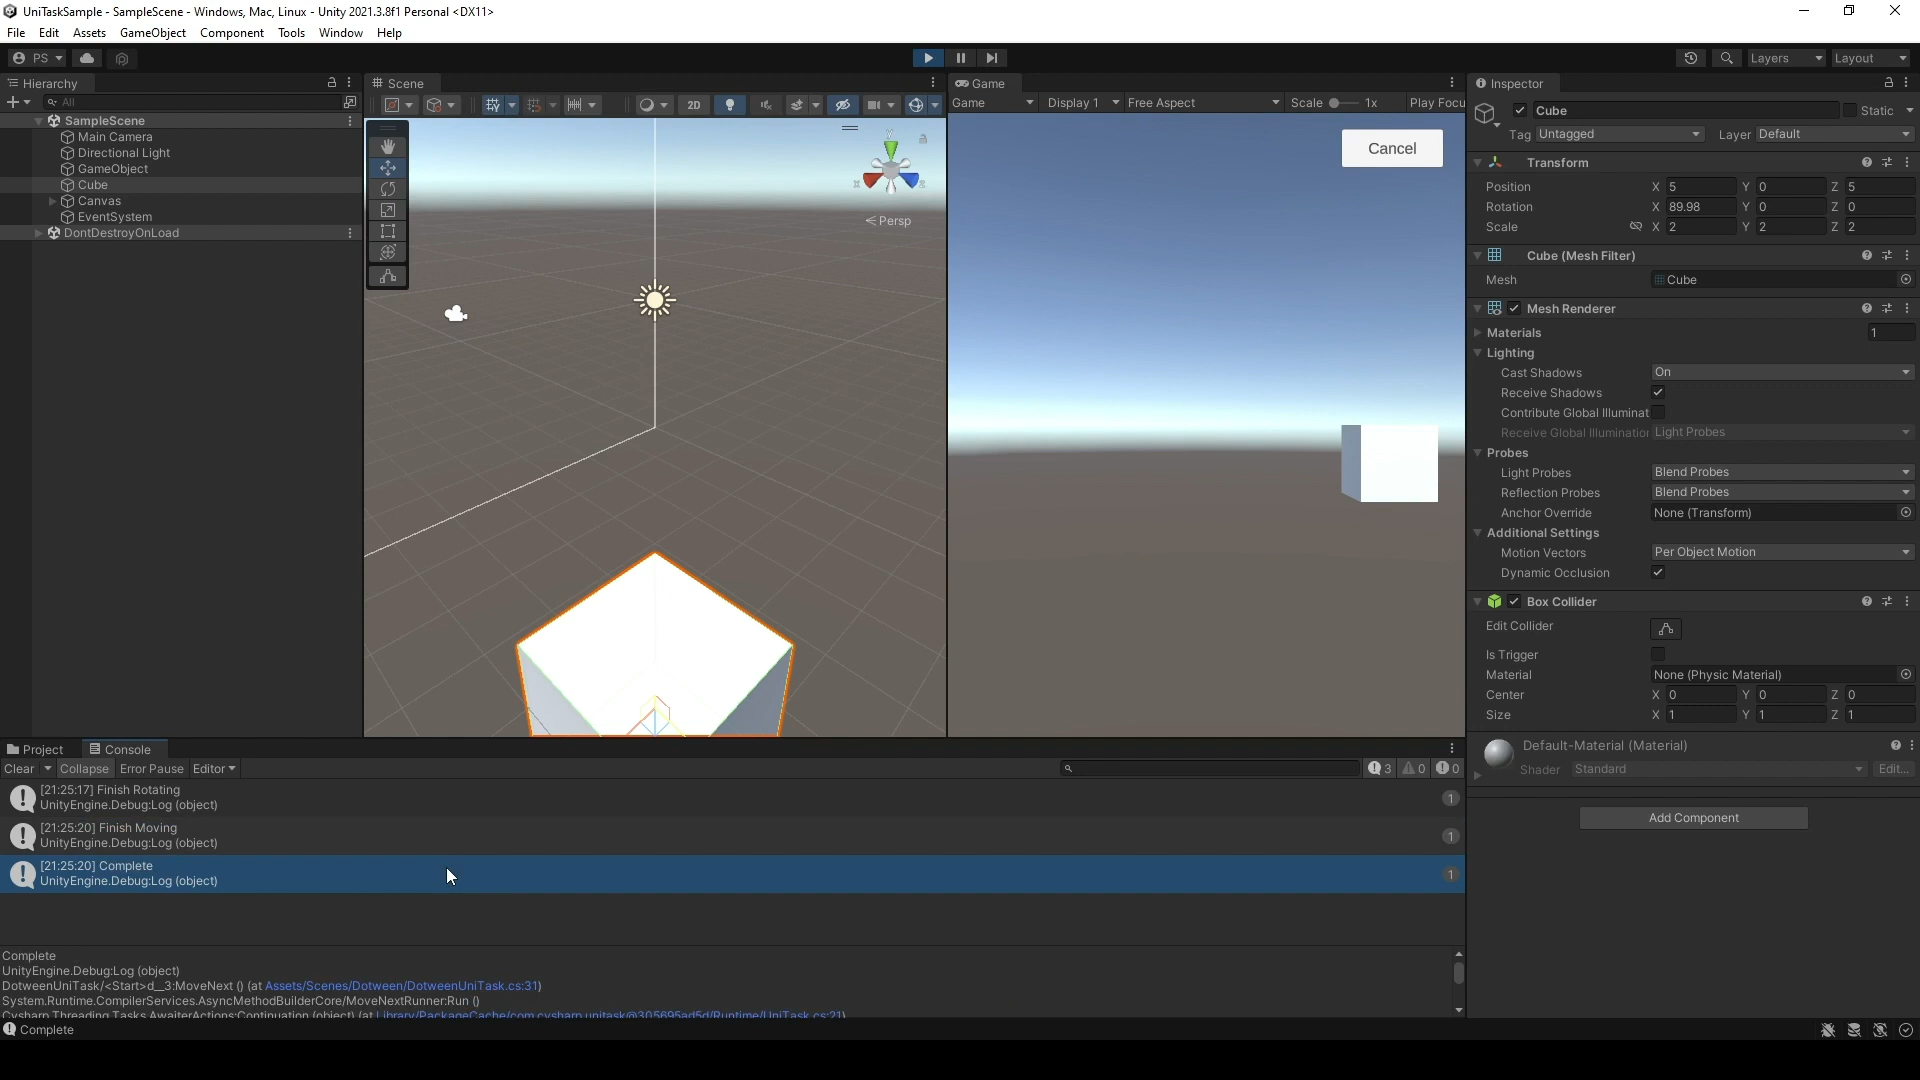 UniTaskSample - SampleScene - Windows, Mac, Linux - Unity 2021.3.8f1 Personal <DX11>
File Edit Assets GameObject Component Tools Window Help
PS
Layers
Layout
Hierarchy
All
SampleScene
Main Camera
Directional Light
GameObject
Cube
Canvas
EventSystem
DontDestroyOnLoad
Scene
2D
y
x
z
Persp
Game
Game Display 1 Free Aspect Scale 1x Play Focu
Cancel
Inspector
Cube Static
Tag Untagged Layer Default
Transform
Position X 5 Y 0 Z 5
Rotation X 89.98 Y 0 Z 0
Scale X 2 Y 2 Z 2
Cube (Mesh Filter)
Mesh Cube
Mesh Renderer
Materials 1
Lighting
Cast Shadows On
Receive Shadows
Contribute Global Illuminat
Receive Global Illumination Light Probes
Probes
Light Probes Blend Probes
Reflection Probes Blend Probes
Anchor Override None (Transform)
Additional Settings
Motion Vectors Per Object Motion
Dynamic Occlusion
Box Collider
Edit Collider
Is Trigger
Material None (Physic Material)
Center X 0 Y 0 Z 0
Size X 1 Y 1 Z 1
Default-Material (Material)
Shader Standard Edit...
Add Component
Project Console
Clear Collapse Error Pause Editor 3 0 0
[21:25:17] Finish Rotating
UnityEngine.Debug:Log (object)
1
[21:25:20] Finish Moving
UnityEngine.Debug:Log (object)
1
[21:25:20] Complete
UnityEngine.Debug:Log (object)
1
Complete
UnityEngine.Debug:Log (object)
DotweenUniTask/<Start>d__3:MoveNext () (at Assets/Scenes/Dotween/DotweenUniTask.cs:31)
System.Runtime.CompilerServices.AsyncMethodBuilderCore/MoveNextRunner:Run ()
Cysharp.Threading.Tasks.AwaiterActions:Continuation (object) (at Library/PackageCache/com.cysharp.unitask@305695ad5d/Runtime/UniTask.cs:21)
Complete